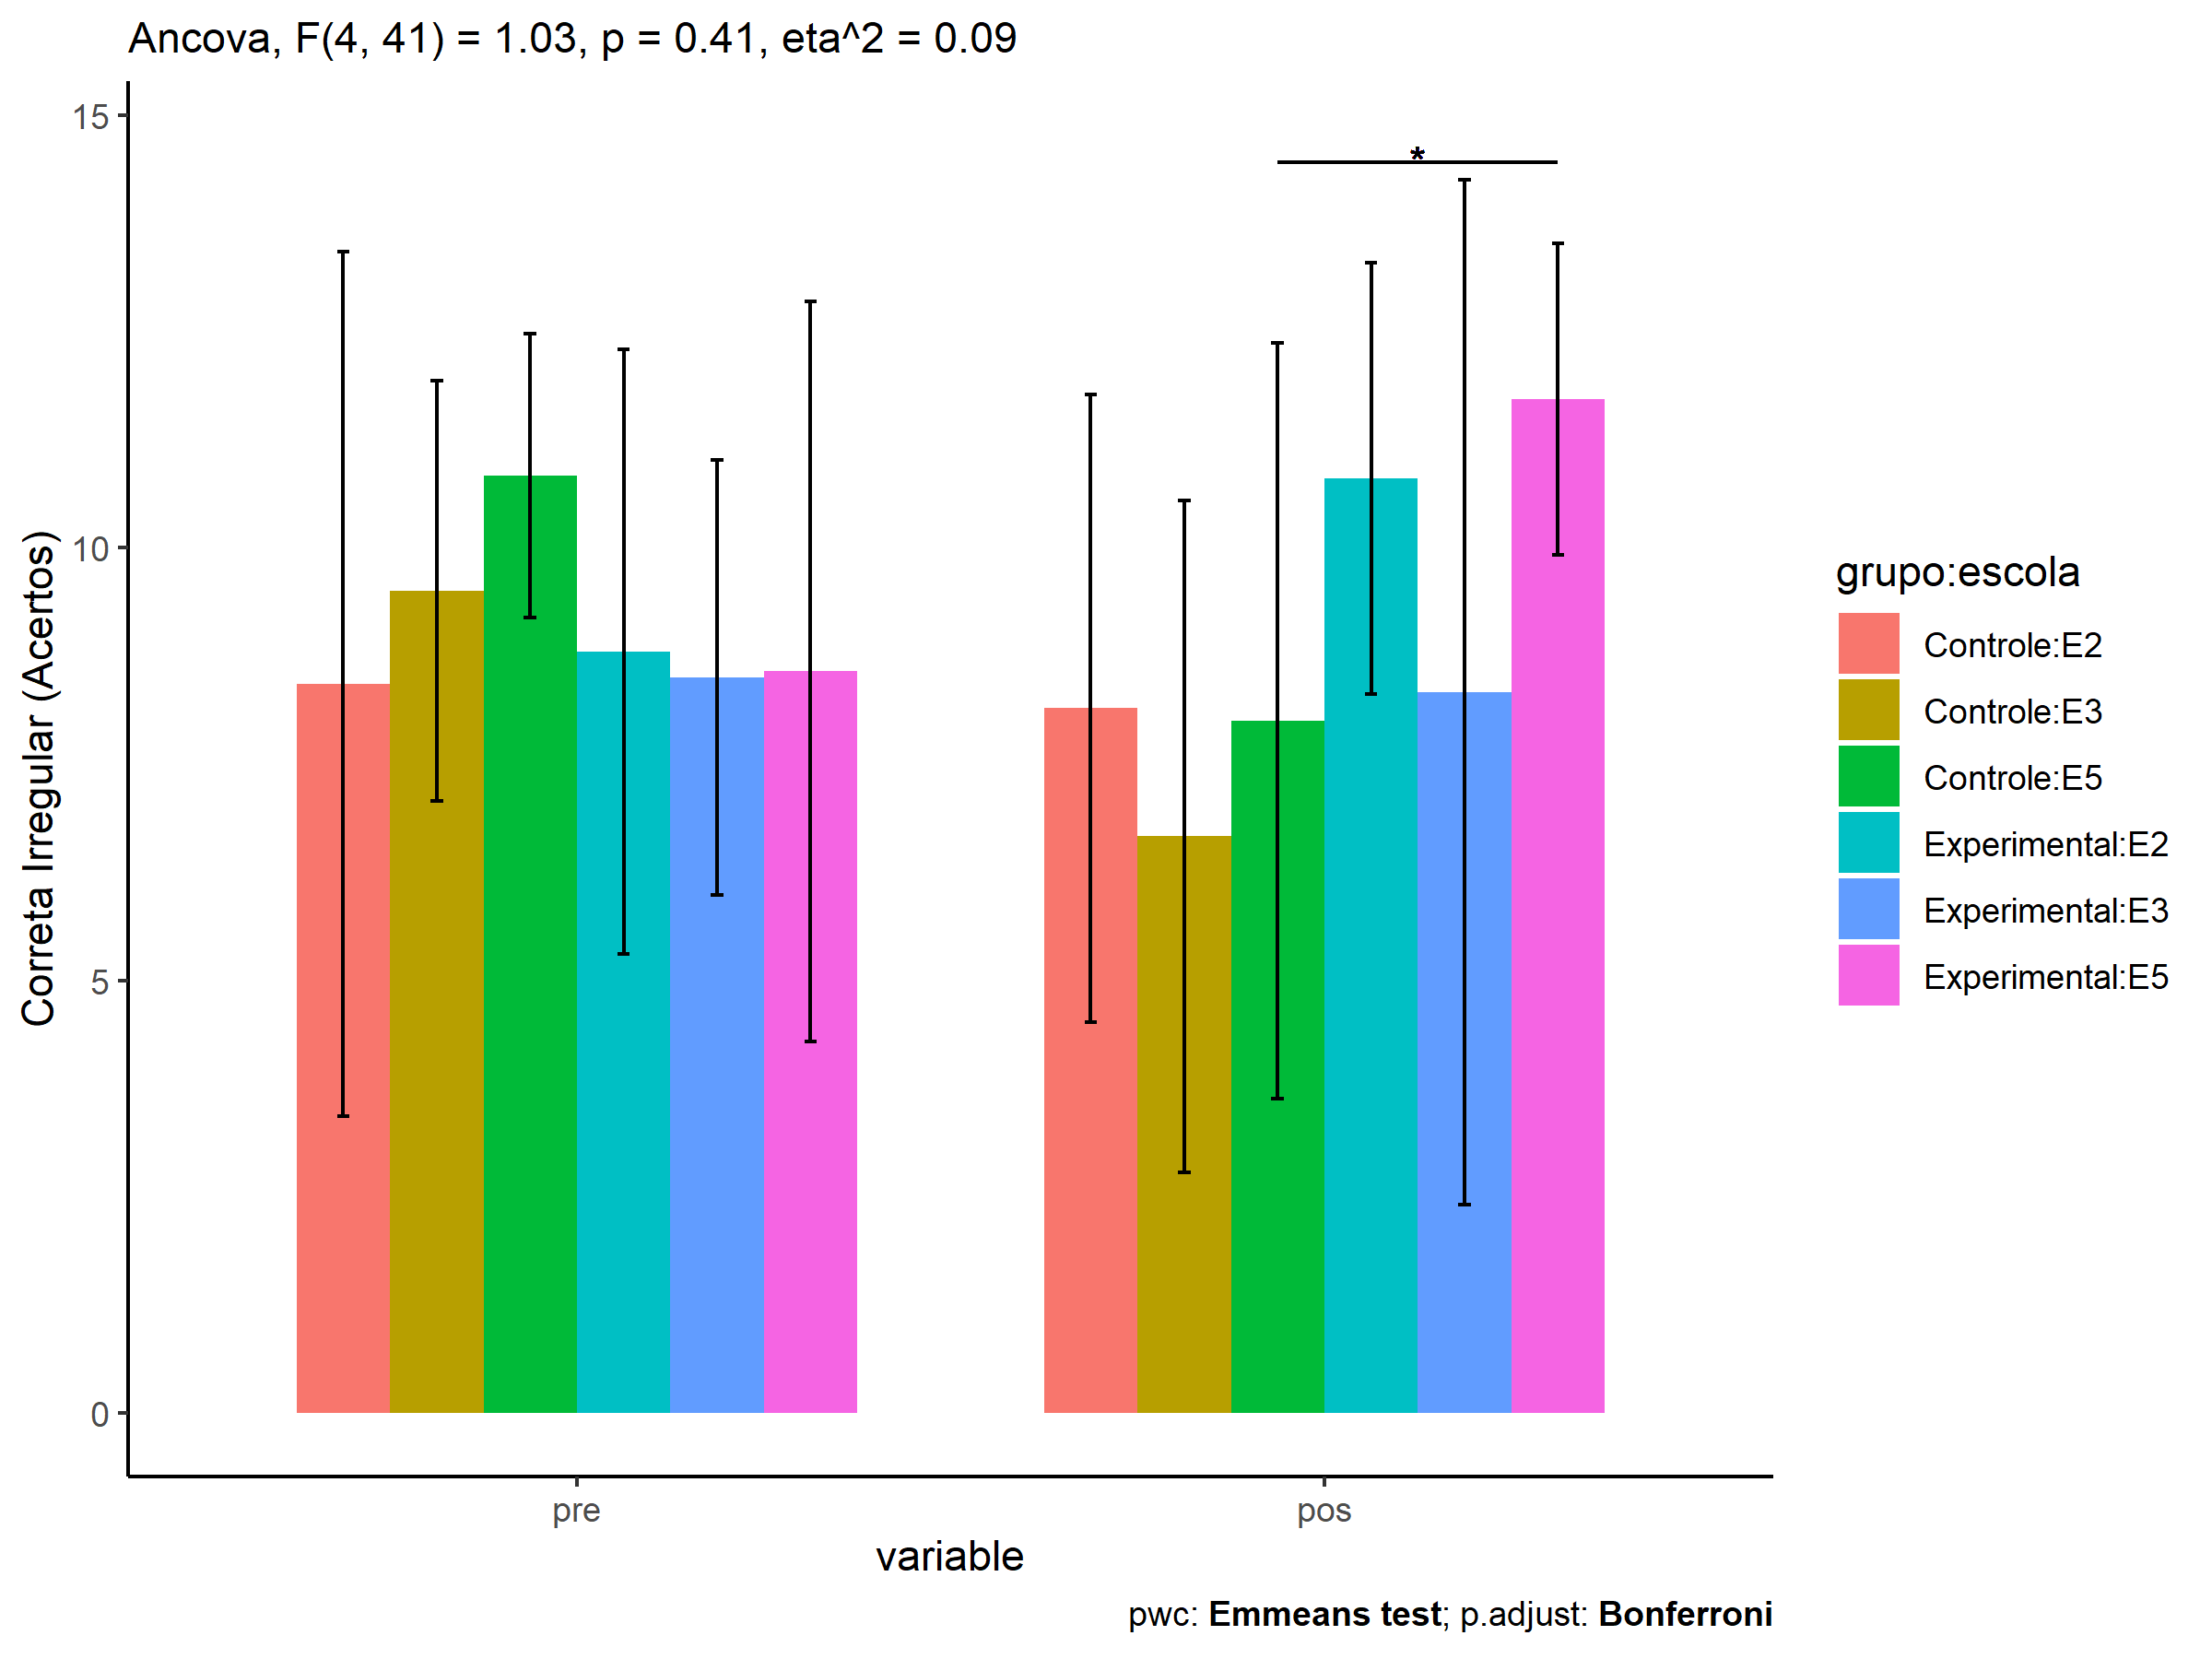 Ancova, F(4, 41) = 1.03, p = 0.41, eta^2 = 0.09
15
10
5
0
Correta Irregular (Acertos)
*
pre
pos
variable
grupo:escola
Controle:E2
Controle:E3
Controle:E5
Experimental:E2
Experimental:E3
Experimental:E5
pwc: Emmeans test; p.adjust: Bonferroni